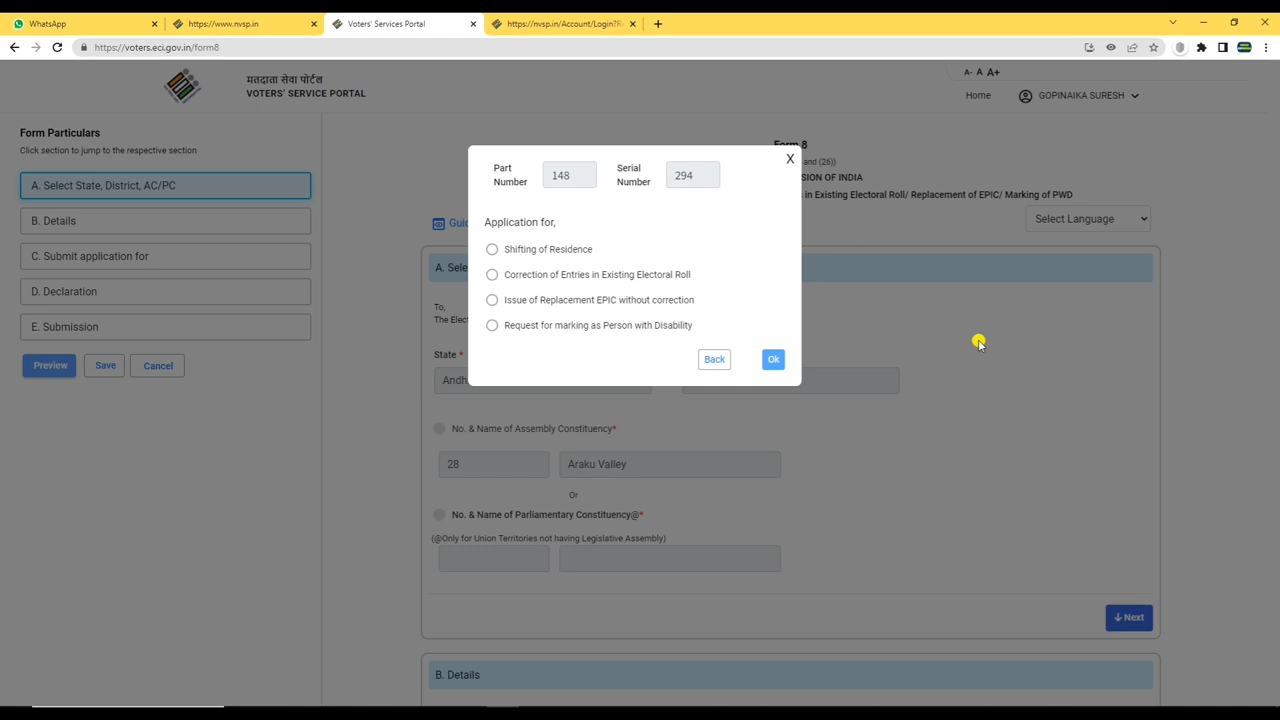 WhatsApp
https://www.nvsp.in
Voters' Services Portal
https://nvsp.in/Account/Login?R
https://voters.eci.gov.in/form8
मतदाता सेवा पोर्टल
VOTERS' SERVICE PORTAL
A- A A+
Home
GOPINAIKA SURESH
Form Particulars
Click section to jump to the respective section
A. Select State, District, AC/PC
B. Details
C. Submit application for
D. Declaration
E. Submission
Preview
Save
Cancel
Form 8
and (26))
SION OF INDIA
s in Existing Electoral Roll/ Replacement of EPIC/ Marking of PWD
Guid
Select Language
X
Part Number
148
Serial Number
294
Application for,
Shifting of Residence
Correction of Entries in Existing Electoral Roll
Issue of Replacement EPIC without correction
Request for marking as Person with Disability
Back
Ok
A. Sele
To,
The Elect
State *
Andh
No. & Name of Assembly Constituency*
28
Araku Valley
Or
No. & Name of Parliamentary Constituency@*
(@Only for Union Territories not having Legislative Assembly)
Next
B. Details